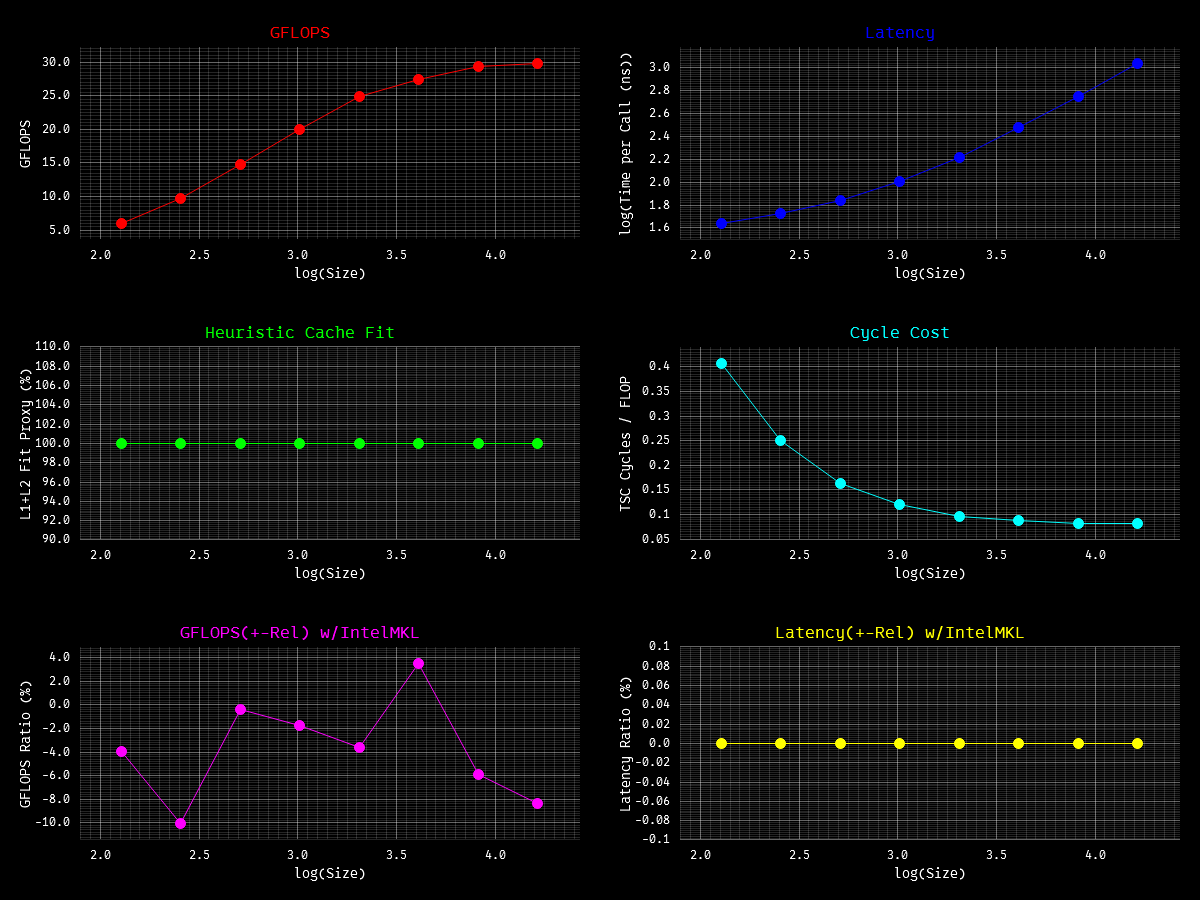 GFLOPS
30.0
25.0
20.0
15.0
10.0
5.0
GFLOPS
2.0 2.5 3.0 3.5 4.0
log(Size)
Latency
3.0
2.8
2.6
2.4
2.2
2.0
1.8
1.6
log(Time per Call (ns))
2.0 2.5 3.0 3.5 4.0
log(Size)
Heuristic Cache Fit
110.0
108.0
106.0
104.0
102.0
100.0
98.0
96.0
94.0
92.0
90.0
L1+L2 Fit Proxy (%)
2.0 2.5 3.0 3.5 4.0
log(Size)
Cycle Cost
0.4
0.35
0.3
0.25
0.2
0.15
0.1
0.05
TSC Cycles / FLOP
2.0 2.5 3.0 3.5 4.0
log(Size)
GFLOPS(+-Rel) w/IntelMKL
4.0
2.0
0.0
-2.0
-4.0
-6.0
-8.0
-10.0
GFLOPS Ratio (%)
2.0 2.5 3.0 3.5 4.0
log(Size)
Latency(+-Rel) w/IntelMKL
0.1
0.08
0.06
0.04
0.02
0.0
-0.02
-0.04
-0.06
-0.08
-0.1
Latency Ratio (%)
2.0 2.5 3.0 3.5 4.0
log(Size)